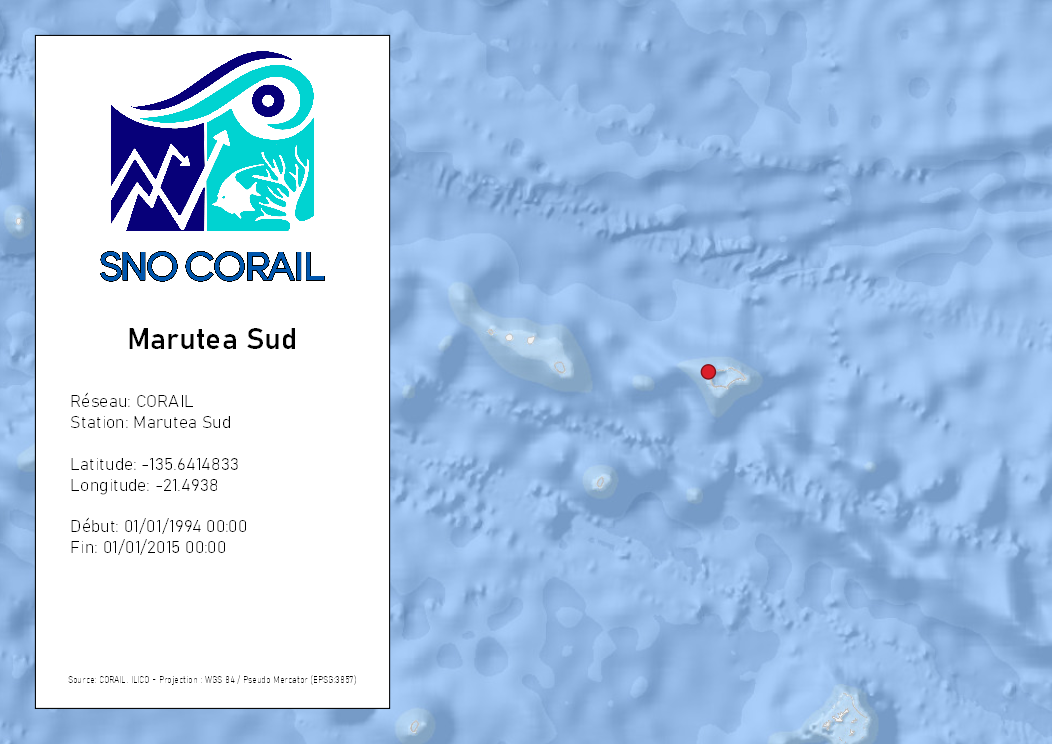 SNO CORAIL
Marutea Sud
Réseau: CORAIL
Station: Marutea Sud
Latitude: -135.6414833
Longitude: -21.4938
Début: 01/01/1994 00:00
Fin: 01/01/2015 00:00
Source: CORAIL, ILICO - Projection : WGS 84 / Pseudo Mercator (EPSG:3857)